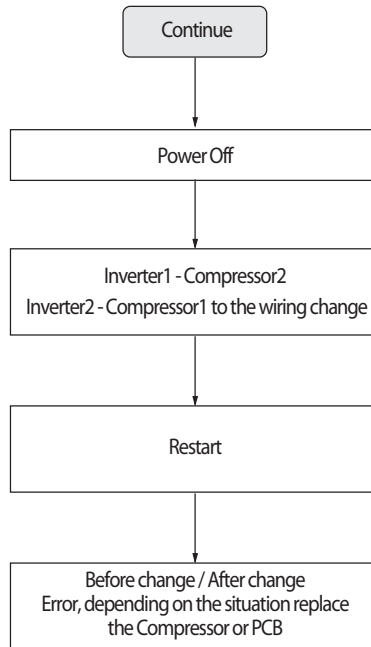 Continue
Power Off
Inverter1 - Compressor2
Inverter2 - Compressor1 to the wiring change
Restart
Before change / After change
Error, depending on the situation replace
the Compressor or PCB